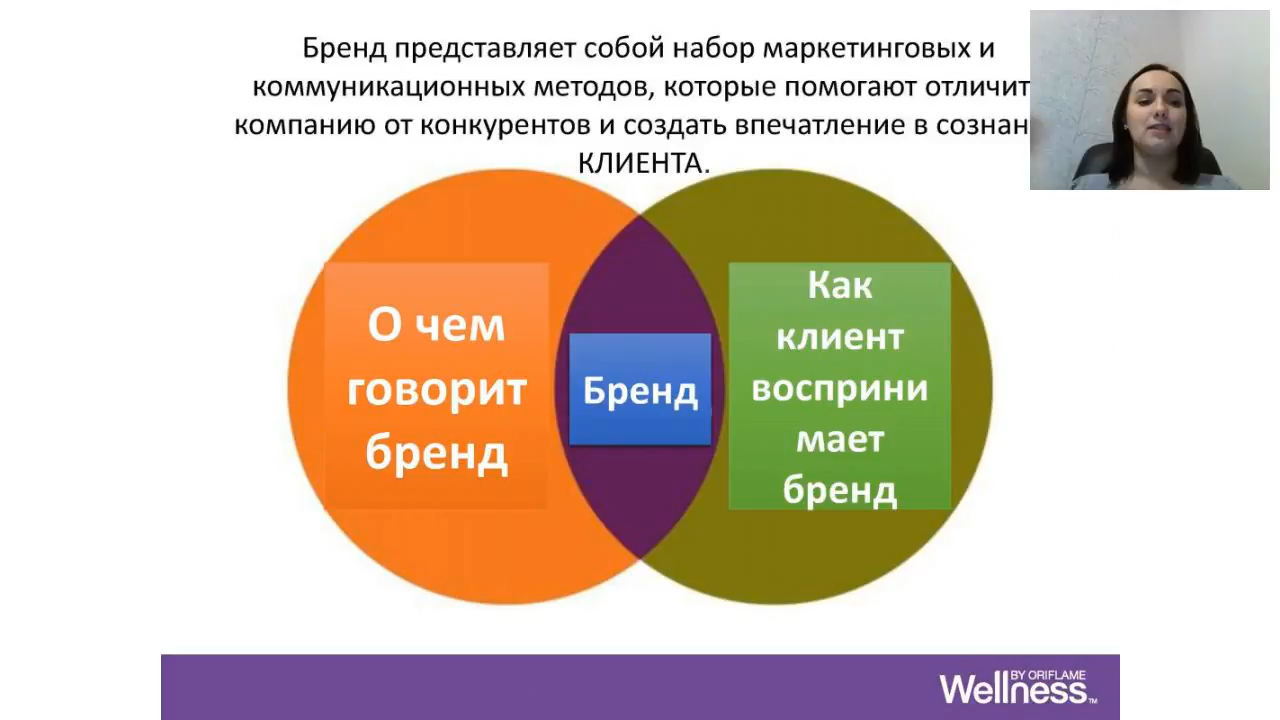 Бренд представляет собой набор маркетинговых и
коммуникационных методов, которые помогают отличит
компанию от конкурентов и создать впечатление в сознан
КЛИЕНТА.
О чем
говорит
бренд
Бренд
Как
клиент
восприни
мает
бренд
BY ORIFLAME
Wellness™